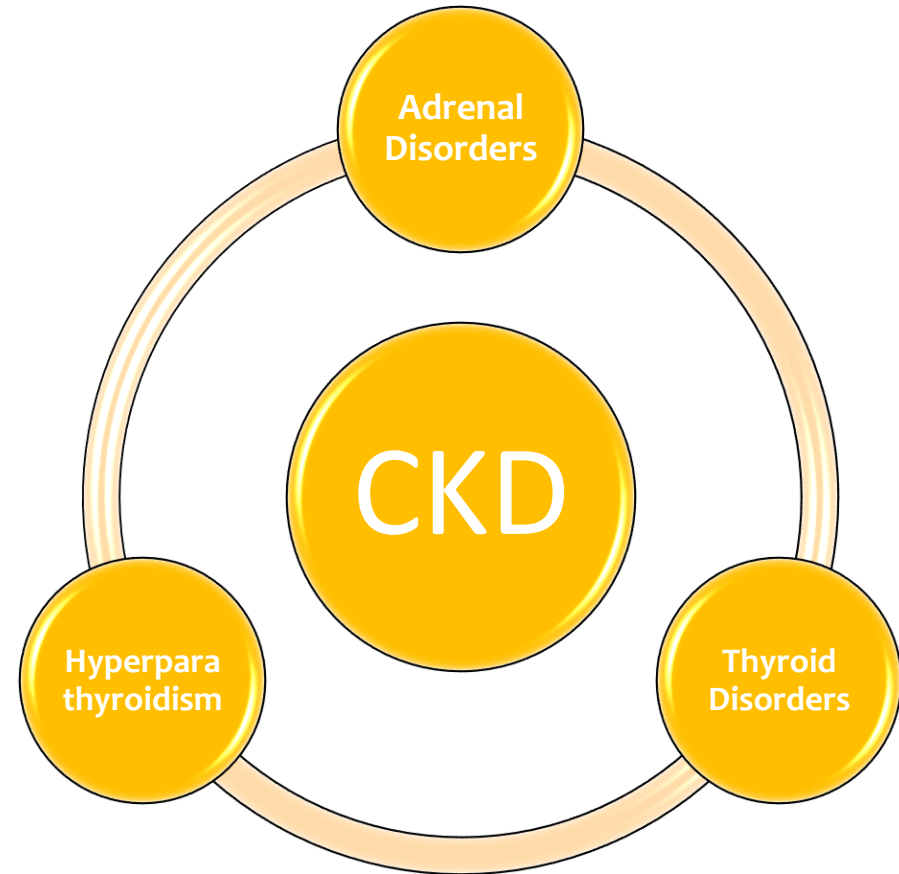 Adrenal
Disorders
CKD
Hyperpara
thyroidism
Thyroid
Disorders